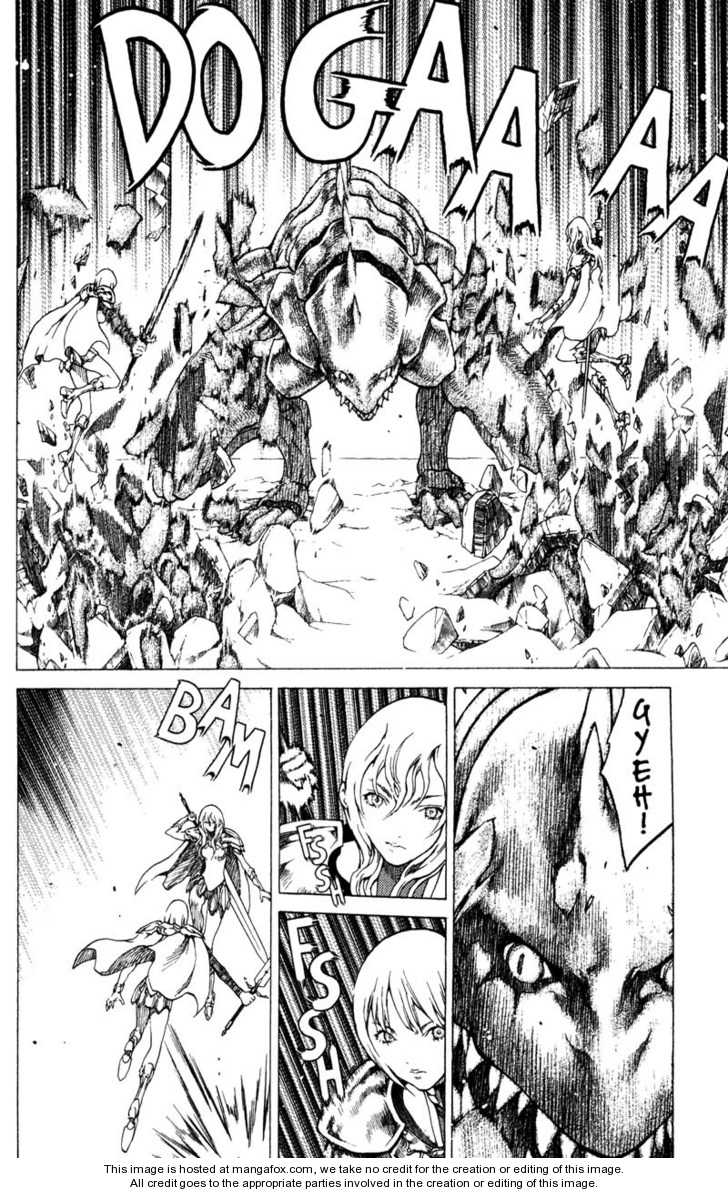 DOGAA AA
BAM
FSSH
FSSH
GYEH!
This image is hosted at mangafox.com, we take no credit for the creation or editing of this image.
All credit goes to the appropriate parties involved in the creation or editing of this image.